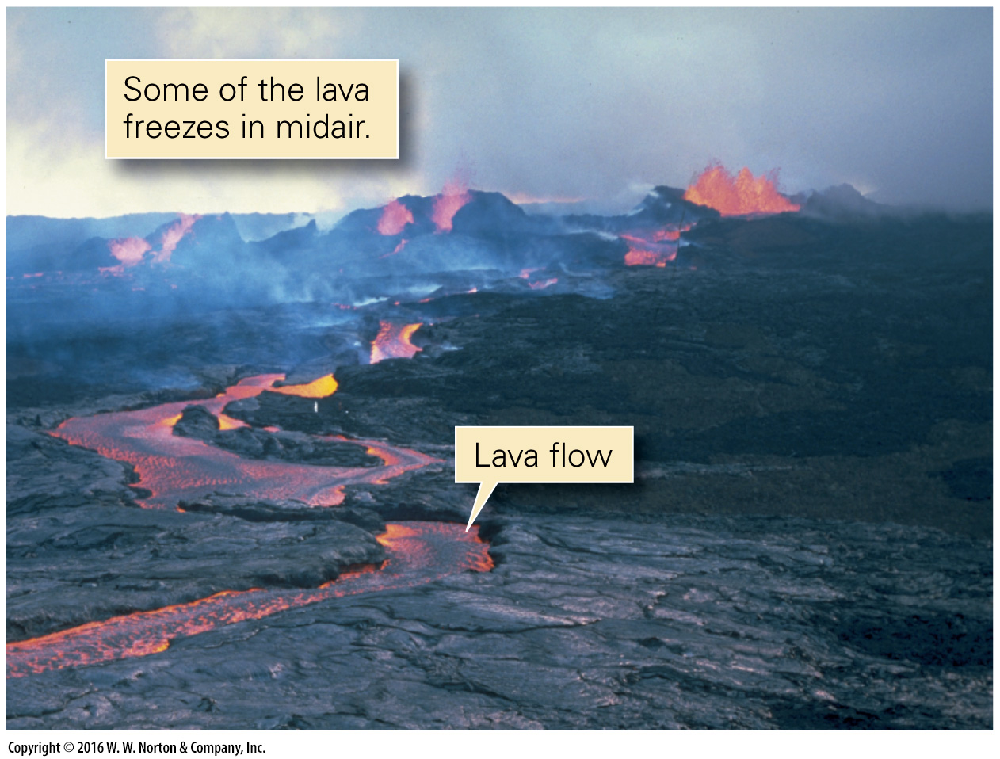 Some of the lava
freezes in midair.
Lava flow
Copyright © 2016 W. W. Norton & Company, Inc.